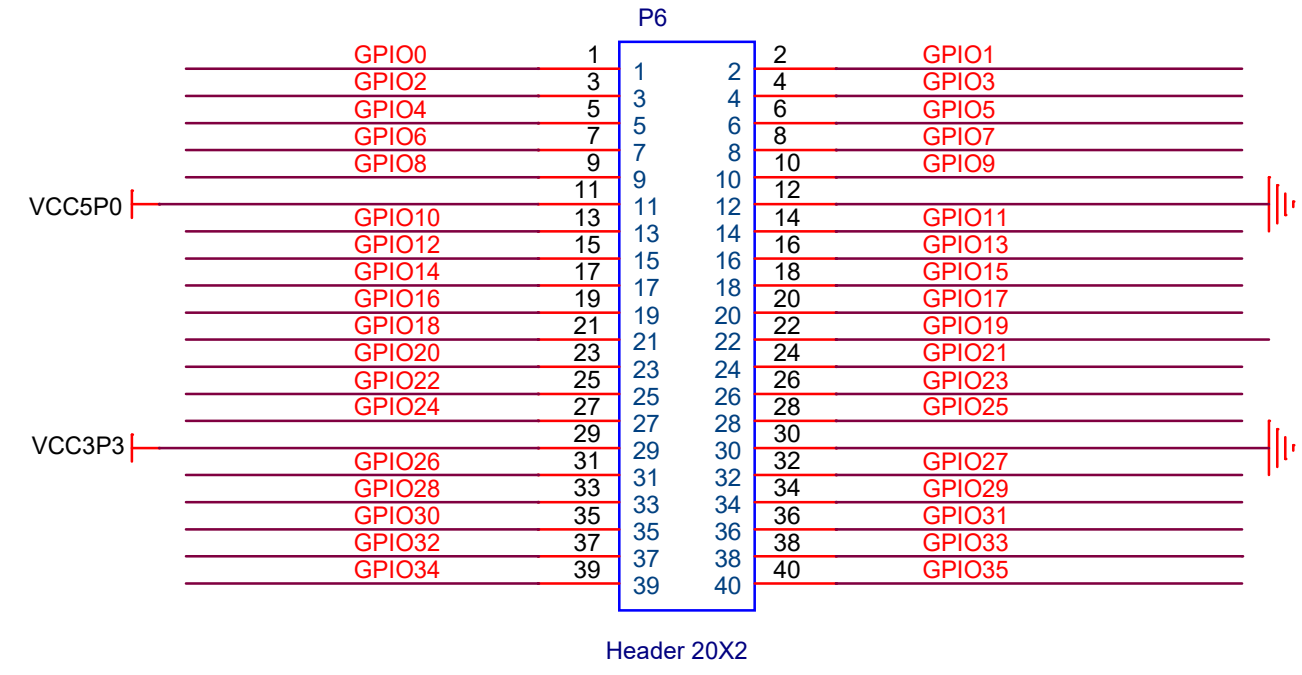 P6
GPIO0 1 1 2 2 GPIO1
GPIO2 3 3 4 4 GPIO3
GPIO4 5 5 6 6 GPIO5
GPIO6 7 7 8 8 GPIO7
GPIO8 9 9 10 10 GPIO9
VCC5P0 11 11 12 12
GPIO10 13 13 14 14 GPIO11
GPIO12 15 15 16 16 GPIO13
GPIO14 17 17 18 18 GPIO15
GPIO16 19 19 20 20 GPIO17
GPIO18 21 21 22 22 GPIO19
GPIO20 23 23 24 24 GPIO21
GPIO22 25 25 26 26 GPIO23
GPIO24 27 27 28 28 GPIO25
VCC3P3 29 29 30 30
GPIO26 31 31 32 32 GPIO27
GPIO28 33 33 34 34 GPIO29
GPIO30 35 35 36 36 GPIO31
GPIO32 37 37 38 38 GPIO33
GPIO34 39 39 40 40 GPIO35
Header 20X2